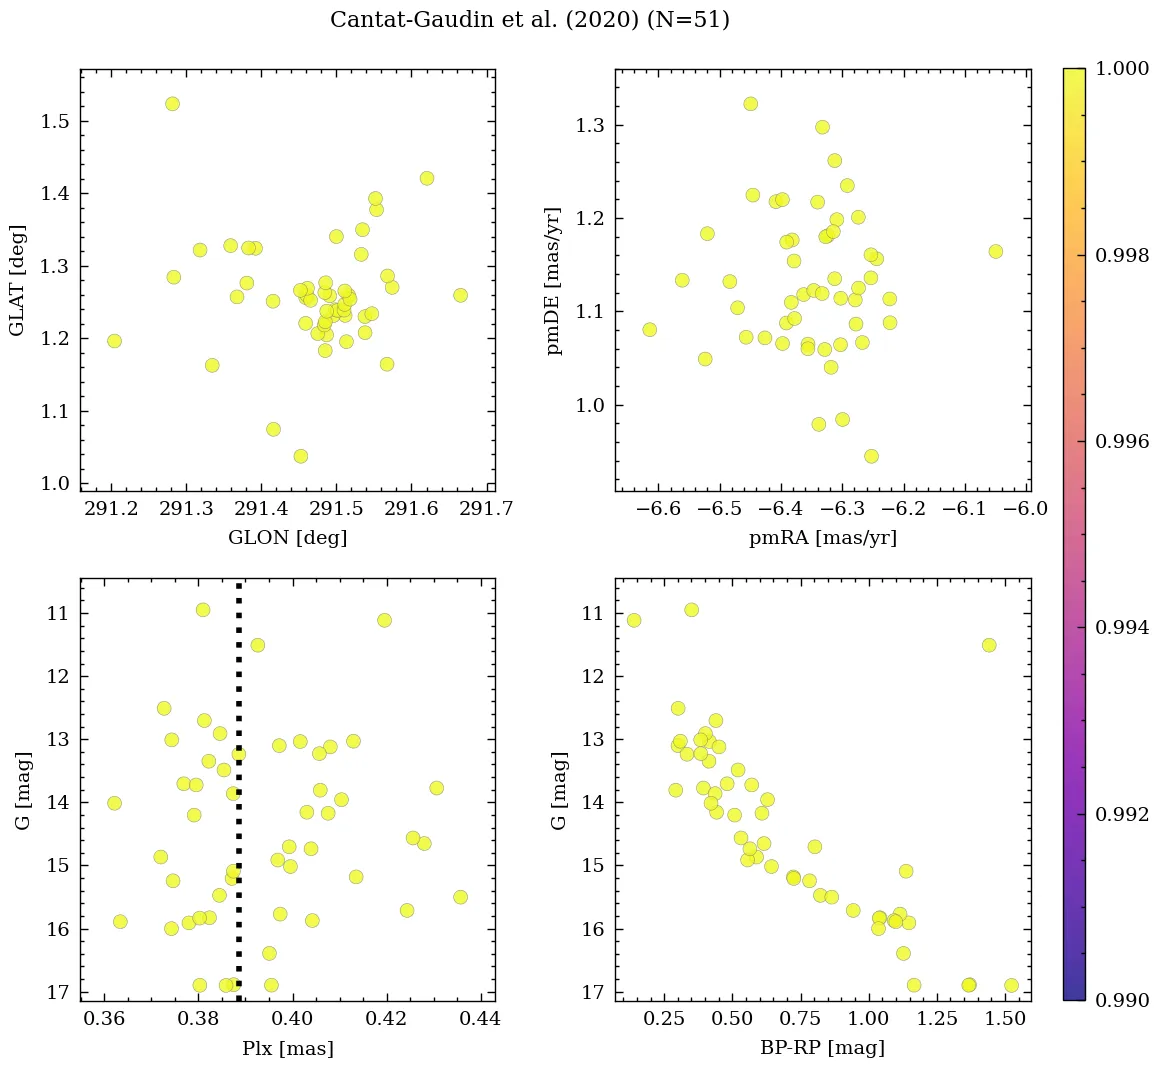 Cantat-Gaudin et al. (2020) (N=51)
1.5
1.4
1.3
1.2
1.1
1.0
GLAT [deg]
291.2 291.3 291.4 291.5 291.6 291.7
GLON [deg]
1.3
1.2
1.1
1.0
pmDE [mas/yr]
−6.6 −6.5 −6.4 −6.3 −6.2 −6.1 −6.0
pmRA [mas/yr]
11
12
13
14
15
16
17
G [mag]
0.36 0.38 0.40 0.42 0.44
Plx [mas]
11
12
13
14
15
16
17
G [mag]
0.25 0.50 0.75 1.00 1.25 1.50
BP-RP [mag]
1.000
0.998
0.996
0.994
0.992
0.990